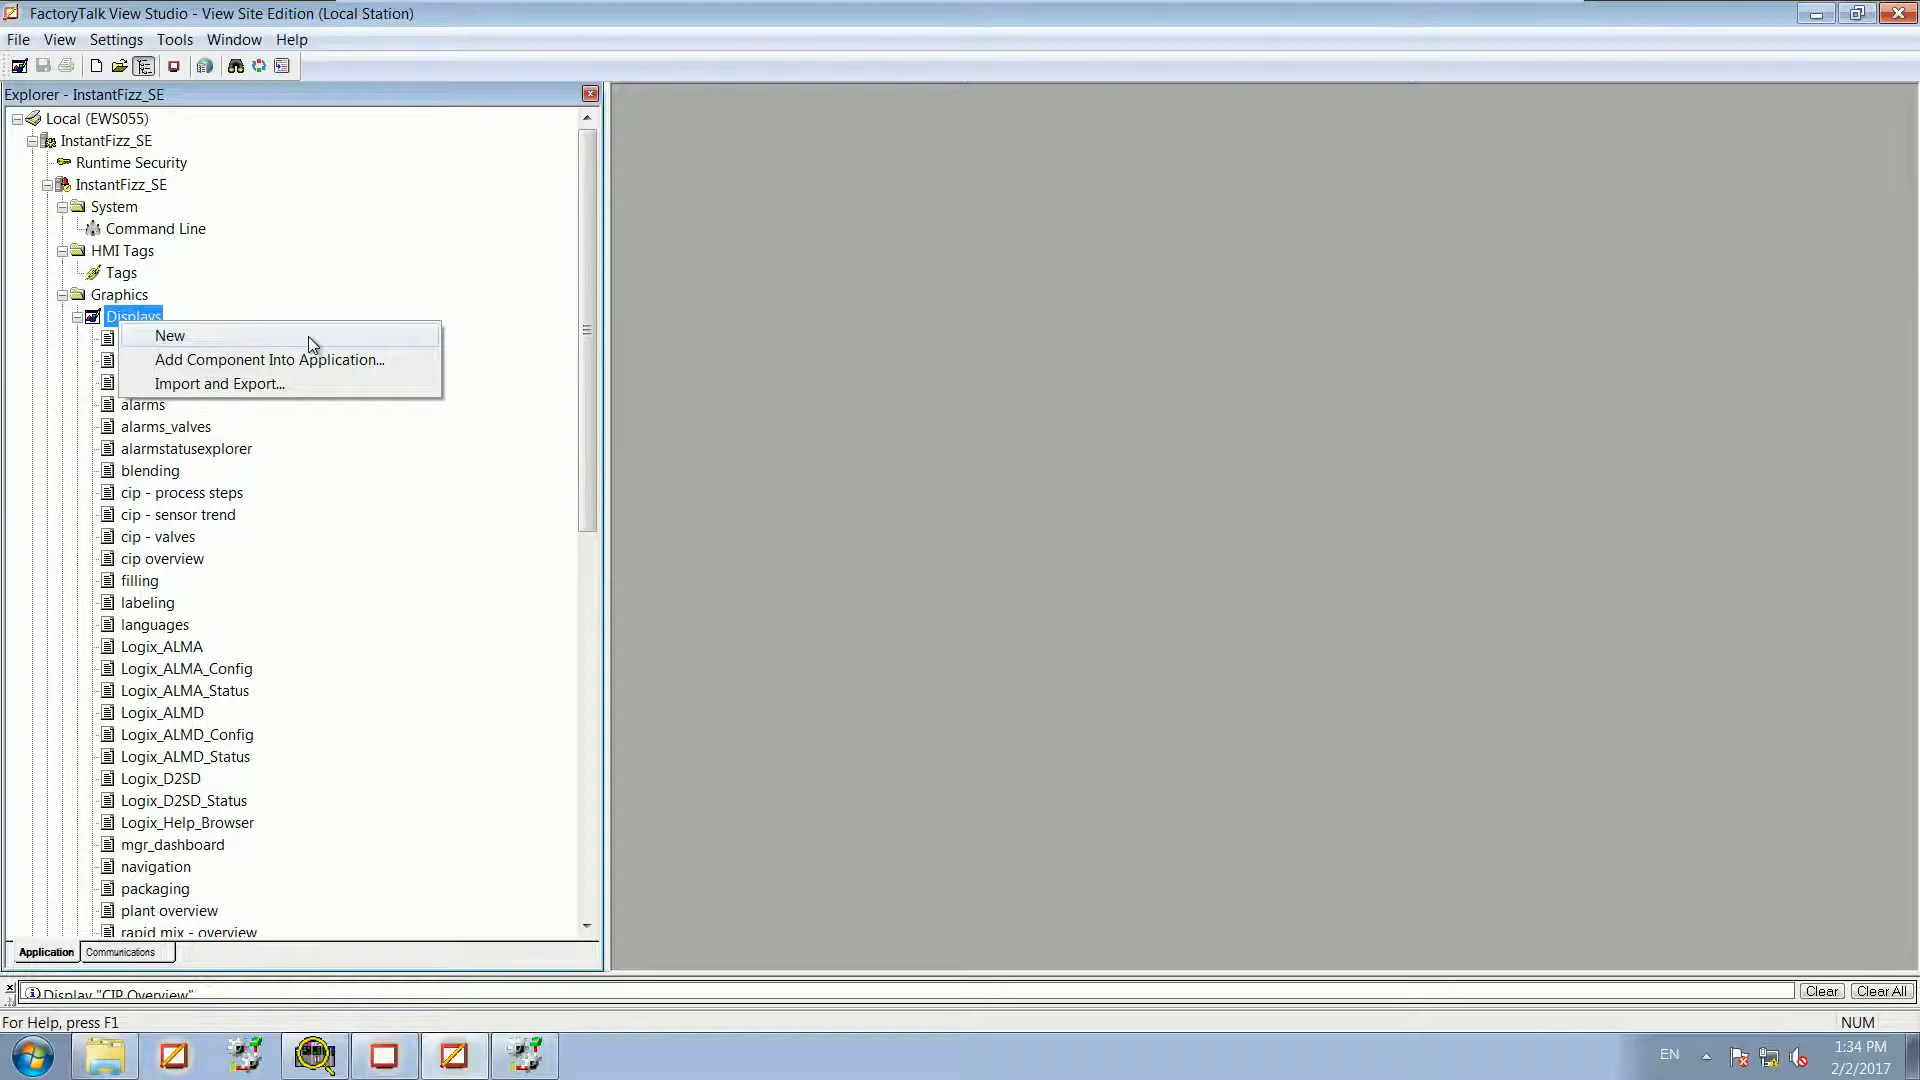 FactoryTalk View Studio - View Site Edition (Local Station)
File View Settings Tools Window Help
Explorer - InstantFizz_SE
Local (EWS055)
InstantFizz_SE
Runtime Security
InstantFizz_SE
System
Command Line
HMI Tags
Tags
Graphics
Displays
New
Add Component Into Application...
Import and Export...
alarms
alarms_valves
alarmstatusexplorer
blending
cip - process steps
cip - sensor trend
cip - valves
cip overview
filling
labeling
languages
Logix_ALMA
Logix_ALMA_Config
Logix_ALMA_Status
Logix_ALMD
Logix_ALMD_Config
Logix_ALMD_Status
Logix_D2SD
Logix_D2SD_Status
Logix_Help_Browser
mgr_dashboard
navigation
packaging
plant overview
rapid mix - overview
Application Communications
Display "CIP Overview"
Clear Clear All
For Help, press F1
NUM
EN
1:34 PM
2/2/2017